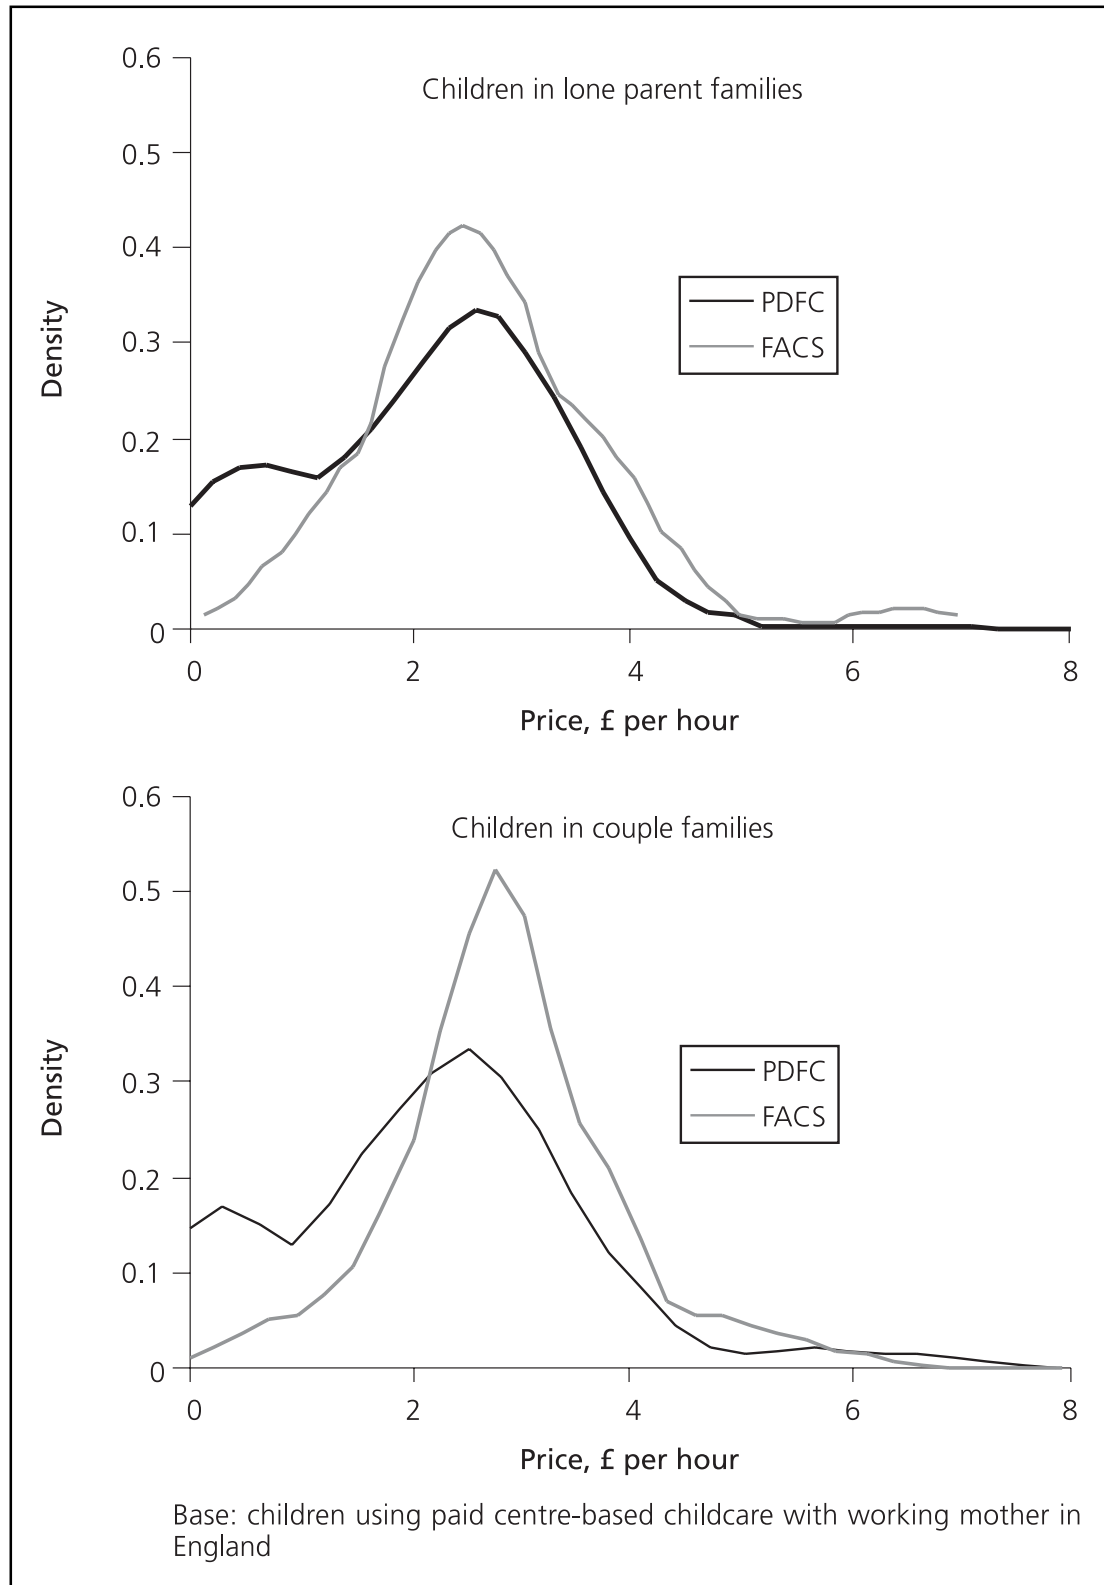 Children in lone parent families
0.6
0.5
0.4
0.3
0.2
0.1
0
Density
PDFC
FACS
0 2 4 6 8
Price, £ per hour
Children in couple families
0.6
0.5
0.4
0.3
0.2
0.1
0
Density
PDFC
FACS
0 2 4 6 8
Price, £ per hour
Base: children using paid centre-based childcare with working mother in
England